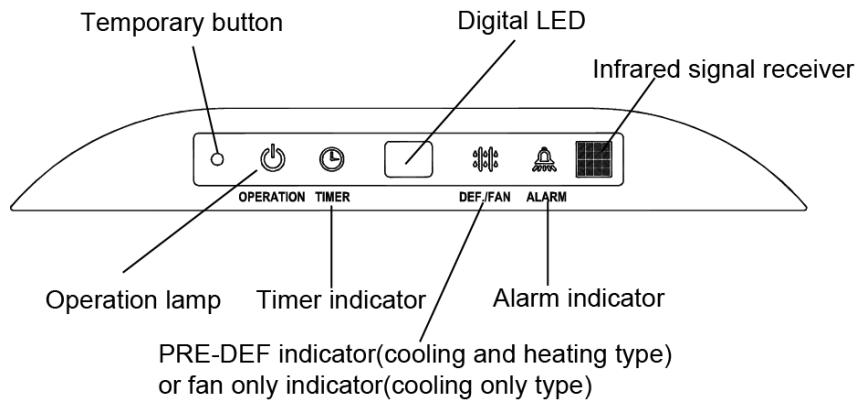 Temporary button
Digital LED
Infrared signal receiver
OPERATION TIMER
DEF./FAN ALARM
Operation lamp
Timer indicator
Alarm indicator
PRE-DEF indicator(cooling and heating type)
or fan only indicator(cooling only type)